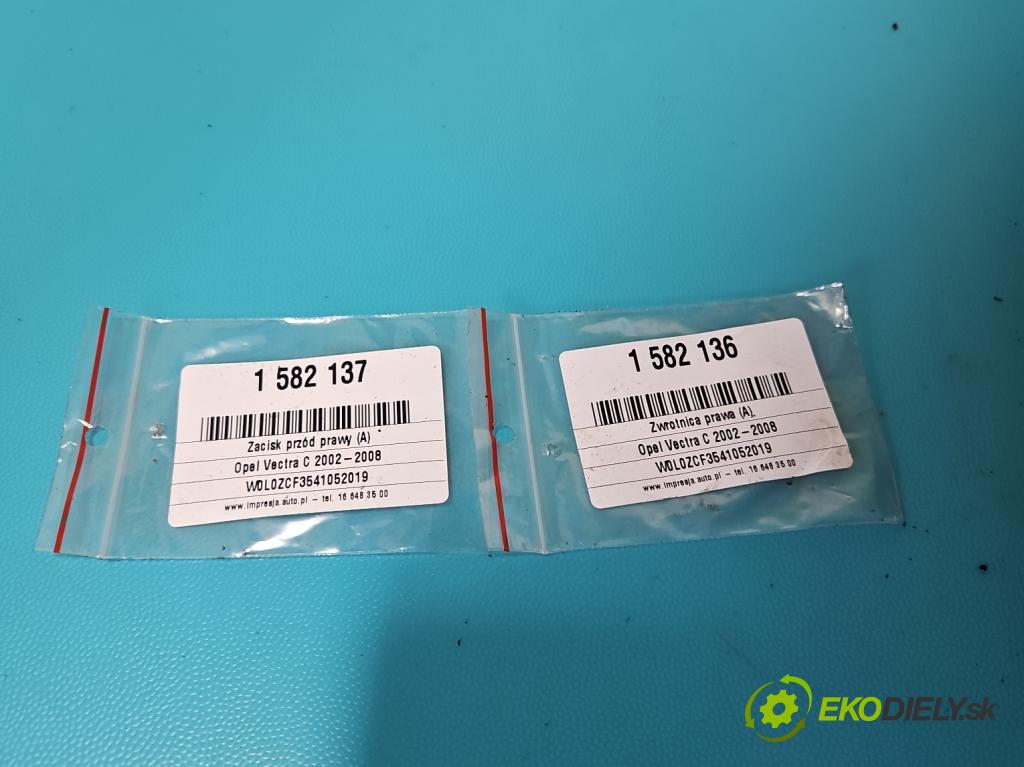 1 582 137
Zacisk przód prawy (A)
Opel Vectra C 2002-2008
W0L0ZCF3541052019
www.impresja.auto.pl - tel. 16 648 35 00
1 582 136
Zwrotnica prawa (A),
Opel Vectra C 2002-2008
W0L0ZCF3541052019
www.impresja.auto.pl - tel. 16 648 35 00
EKODIELY.sk